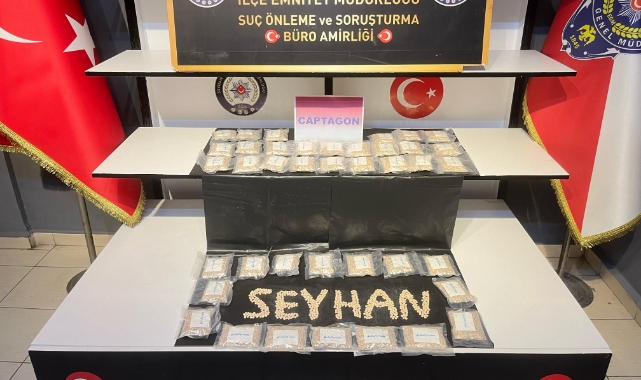 İLÇE EMNİYET MÜDÜRLÜĞÜ
SUÇ ÖNLEME ve SORUŞTURMA
BÜRO AMİRLİĞİ
CAPTAGON
SEYHAN